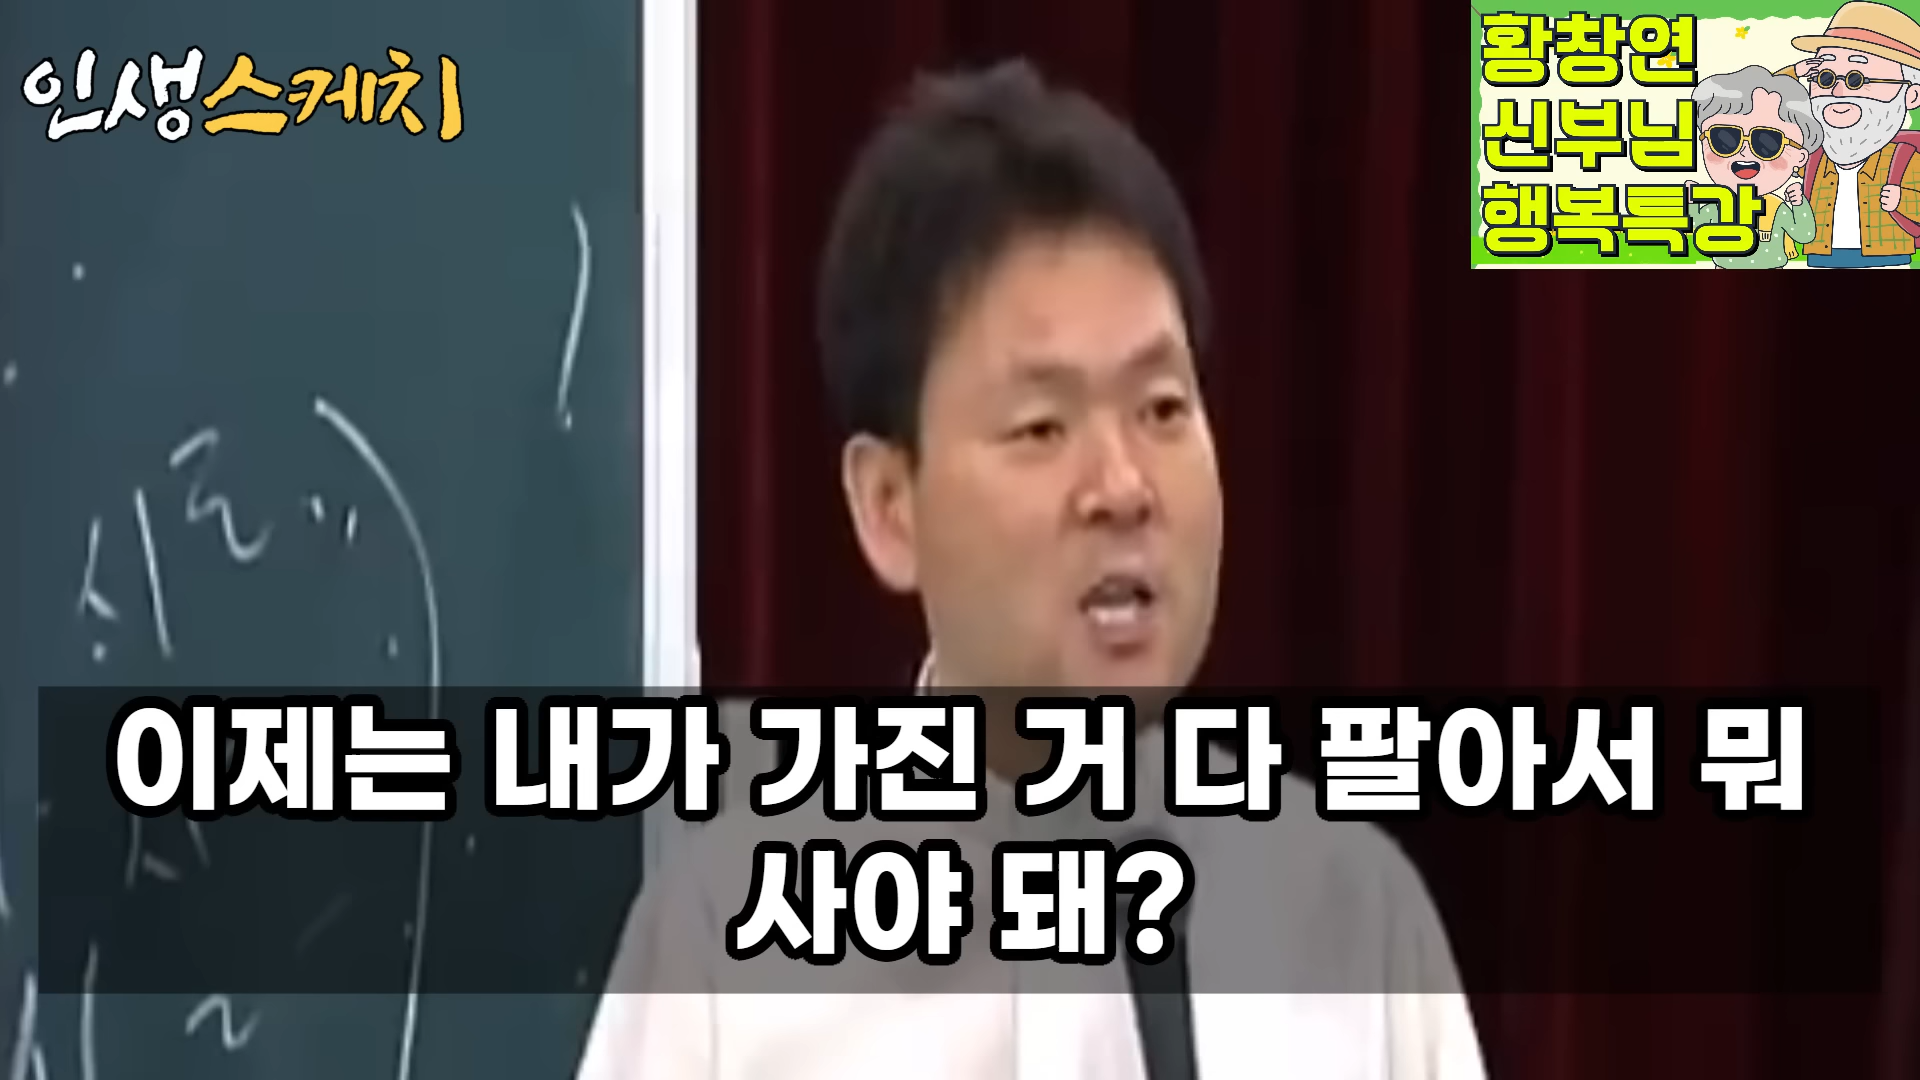 인생스케치
황창연
신부님
행복특강
이제는 내가 가진 거 다 팔아서 뭐
사야 돼?